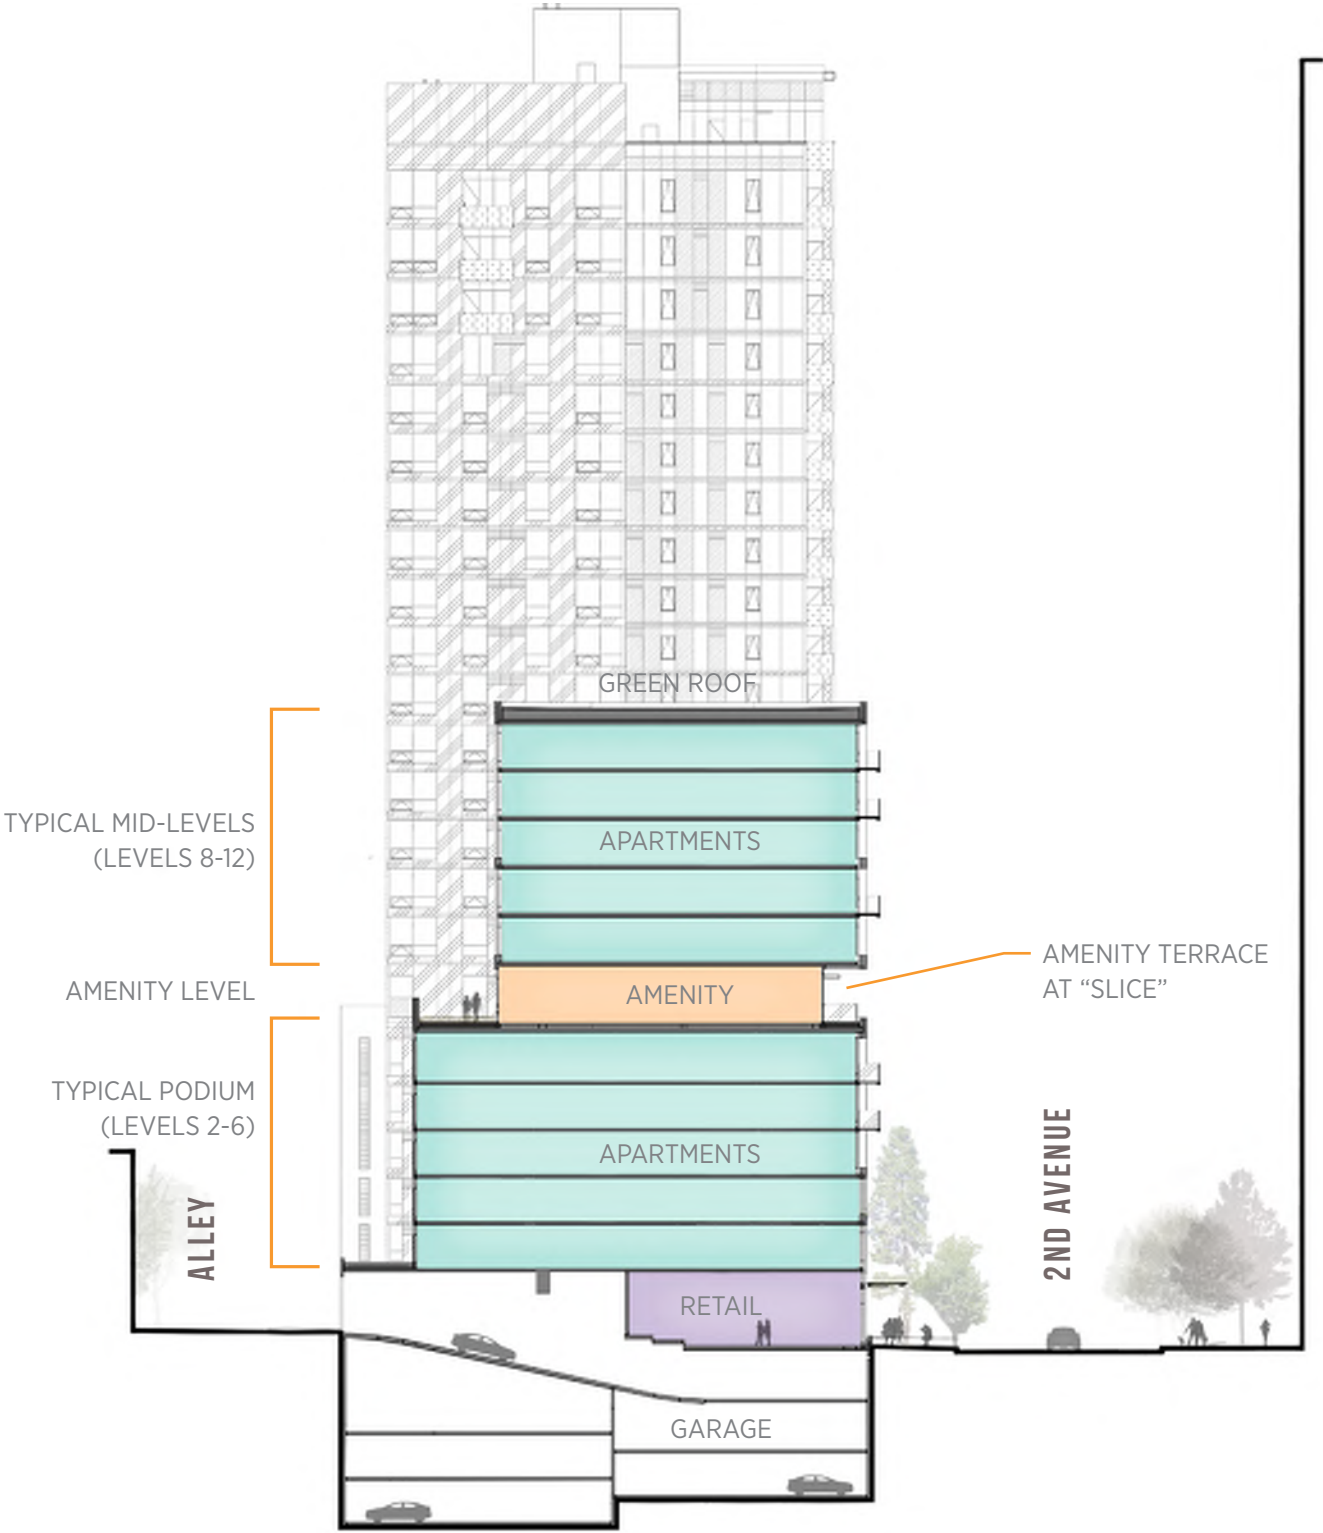 GREEN ROOF
TYPICAL MID-LEVELS
(LEVELS 8-12)
APARTMENTS
AMENITY LEVEL
AMENITY
AMENITY TERRACE
AT “SLICE”
TYPICAL PODIUM
(LEVELS 2-6)
APARTMENTS
ALLEY
2ND AVENUE
RETAIL
GARAGE